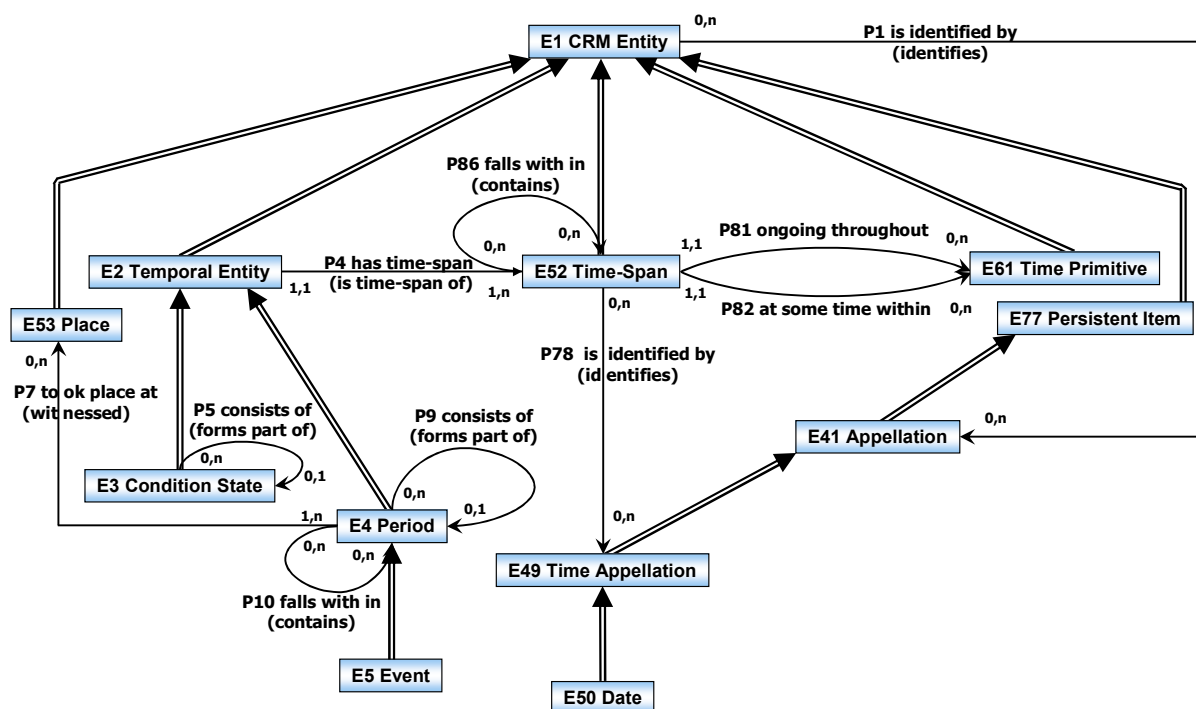 0,n
E1 CRM Entity
P1 is identified by
(identifies)
P86 falls with in
(contains)
0,n
0,n
P81 ongoing throughout
1,1
0,n
E2 Temporal Entity
P4 has time-span
(is time-span of)
E52 Time-Span
E61 Time Primitive
1,1
1,n
0,n
1,1
P82 at some time within
0,n
E53 Place
E77 Persistent Item
0,n
P78 is identified by
(identifies)
P7 to ok place at
(witnessed)
P5 consists of
(forms part of)
P9 consists of
(forms part of)
0,n
E41 Appellation
0,n
E3 Condition State
0,1
0,n
0,1
1,n
E4 Period
0,n
0,n
0,n
E49 Time Appellation
P10 falls with in
(contains)
E5 Event
E50 Date